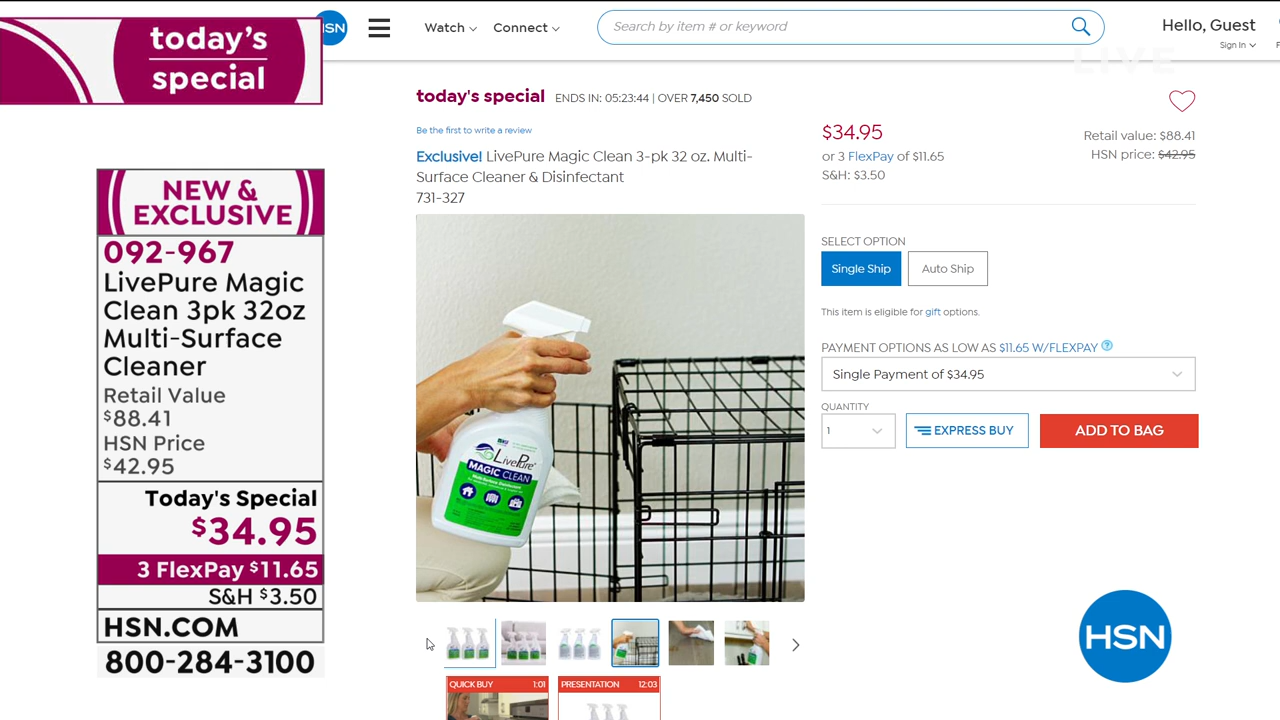 today's
special
HSN
Watch
Connect
Search by item # or keyword
Hello, Guest
Sign In
LIVE
today's special ENDS IN: 05:23:44 | OVER 7,450 SOLD
Be the first to write a review
Exclusive! LivePure Magic Clean 3-pk 32 oz. Multi-
Surface Cleaner & Disinfectant
731-327
$34.95
or 3 FlexPay of $11.65
S&H: $3.50
Retail value: $88.41
HSN price: $42.95
SELECT OPTION
Single Ship
Auto Ship
This item is eligible for gift options.
PAYMENT OPTIONS AS LOW AS $11.65 W/FLEXPAY ?
Single Payment of $34.95
QUANTITY
1
EXPRESS BUY
ADD TO BAG
NEW &
EXCLUSIVE
092-967
LivePure Magic
Clean 3pk 32oz
Multi-Surface
Cleaner
Retail Value
$88.41
HSN Price
$42.95
Today's Special
$34.95
3 FlexPay $11.65
S&H $3.50
HSN.COM
800-284-3100
LivePure
MAGIC CLEAN
Multi-Surface Disinfectant
QUICK BUY 1:01
PRESENTATION 12:03
HSN